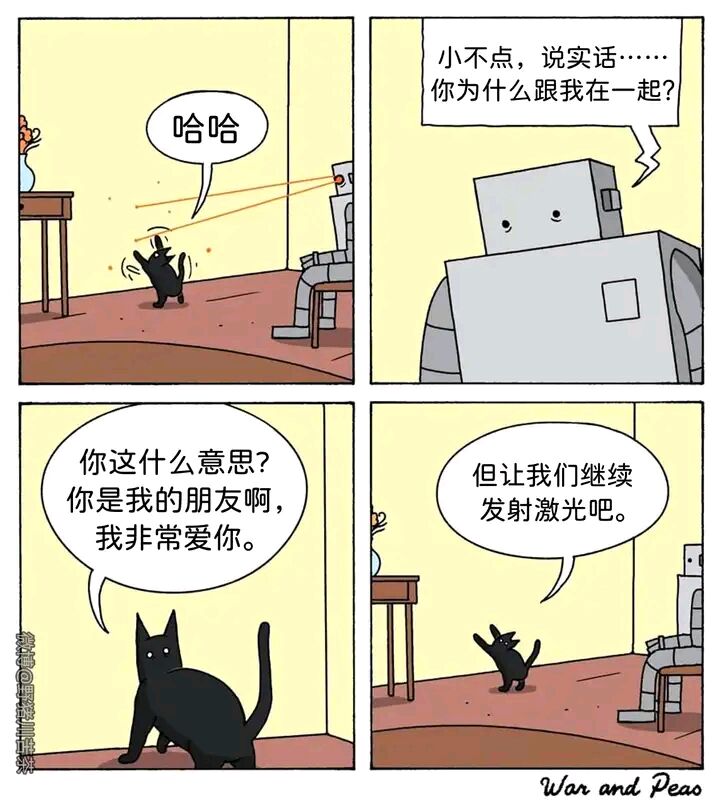 哈哈
小不点，说实话……
你为什么跟我在一起？
你这什么意思？
你是我的朋友啊，
我非常爱你。
但让我们继续
发射激光吧。
War and Peas